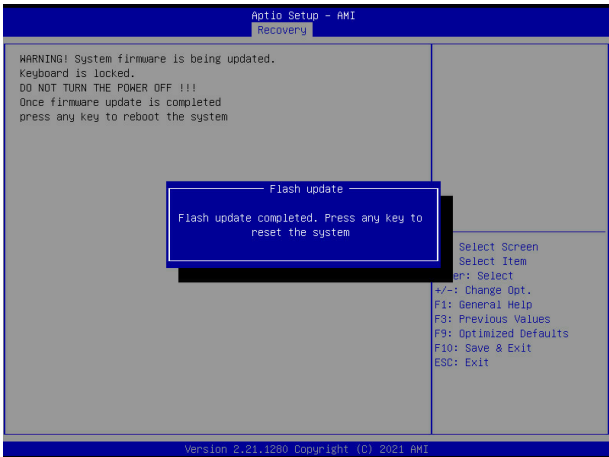 Aptio Setup – AMI
Recovery
WARNING! System firmware is being updated.
Keyboard is locked.
DO NOT TURN THE POWER OFF !!!
Once firmware update is completed
press any key to reboot the system
Flash update
Flash update completed. Press any key to
reset the system
Select Screen
Select Item
er: Select
+/-: Change Opt.
F1: General Help
F3: Previous Values
F9: Optimized Defaults
F10: Save & Exit
ESC: Exit
Version 2.21.1280 Copyright (C) 2021 AMI